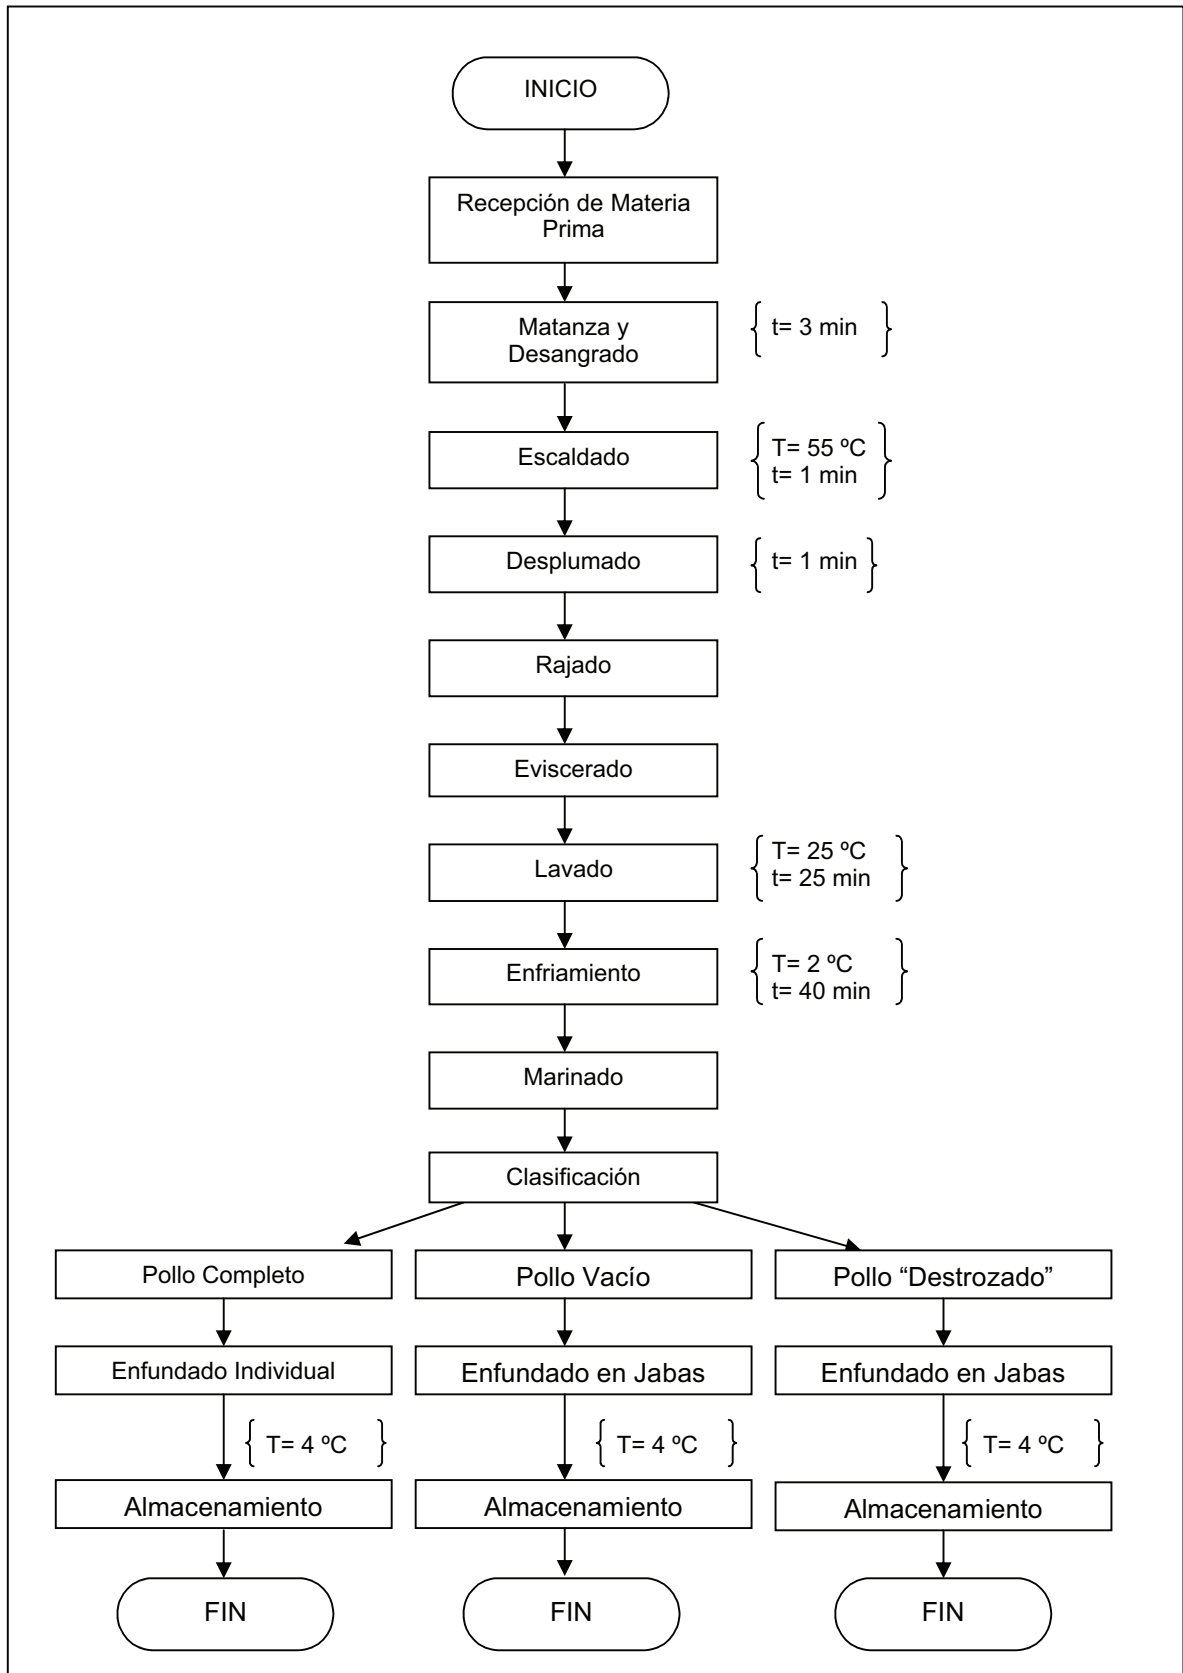 INICIO
Recepción de Materia
Prima
Matanza y
Desangrado
t= 3 min
Escaldado
T= 55 ºC
t= 1 min
Desplumado
t= 1 min
Rajado
Eviscerado
Lavado
T= 25 ºC
t= 25 min
Enfriamiento
T= 2 ºC
t= 40 min
Marinado
Clasificación
Pollo Completo
Pollo Vacío
Pollo “Destrozado”
Enfundado Individual
Enfundado en Jabas
Enfundado en Jabas
T= 4 ºC
T= 4 ºC
T= 4 ºC
Almacenamiento
Almacenamiento
Almacenamiento
FIN
FIN
FIN